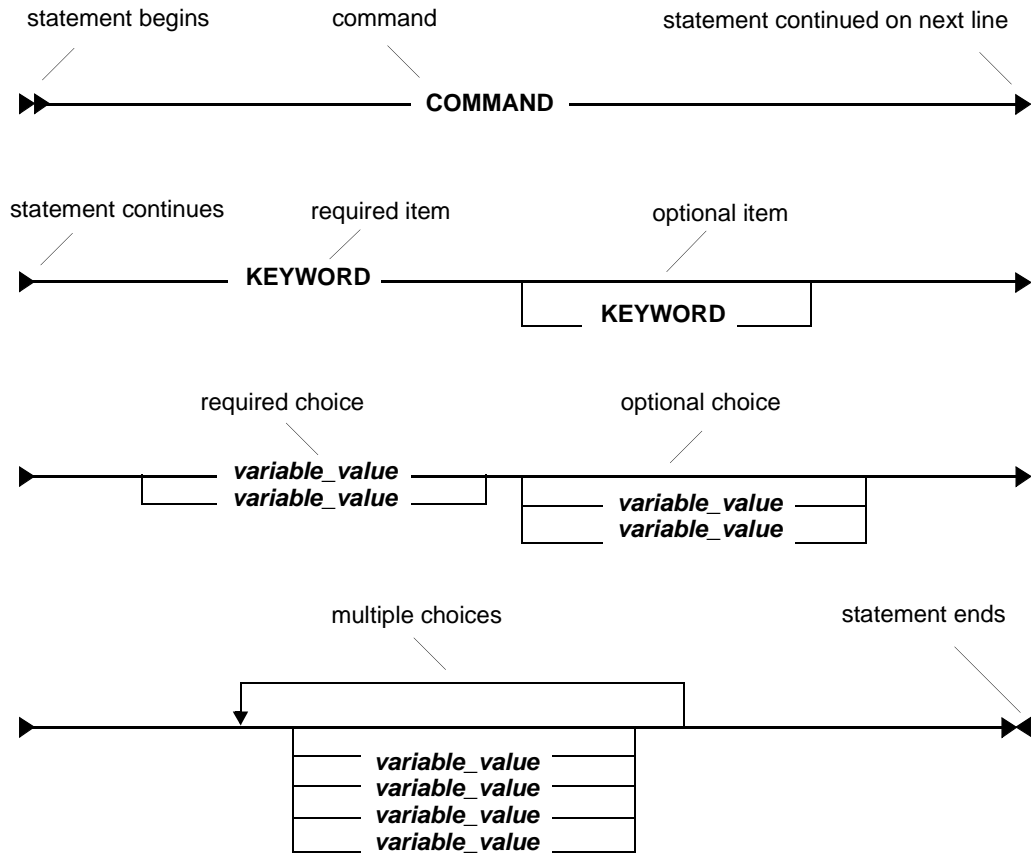 statement begins command statement continued on next line
COMMAND
statement continues required item optional item
KEYWORD
KEYWORD
required choice optional choice
variable_value
variable_value
variable_value
variable_value
multiple choices statement ends
variable_value
variable_value
variable_value
variable_value